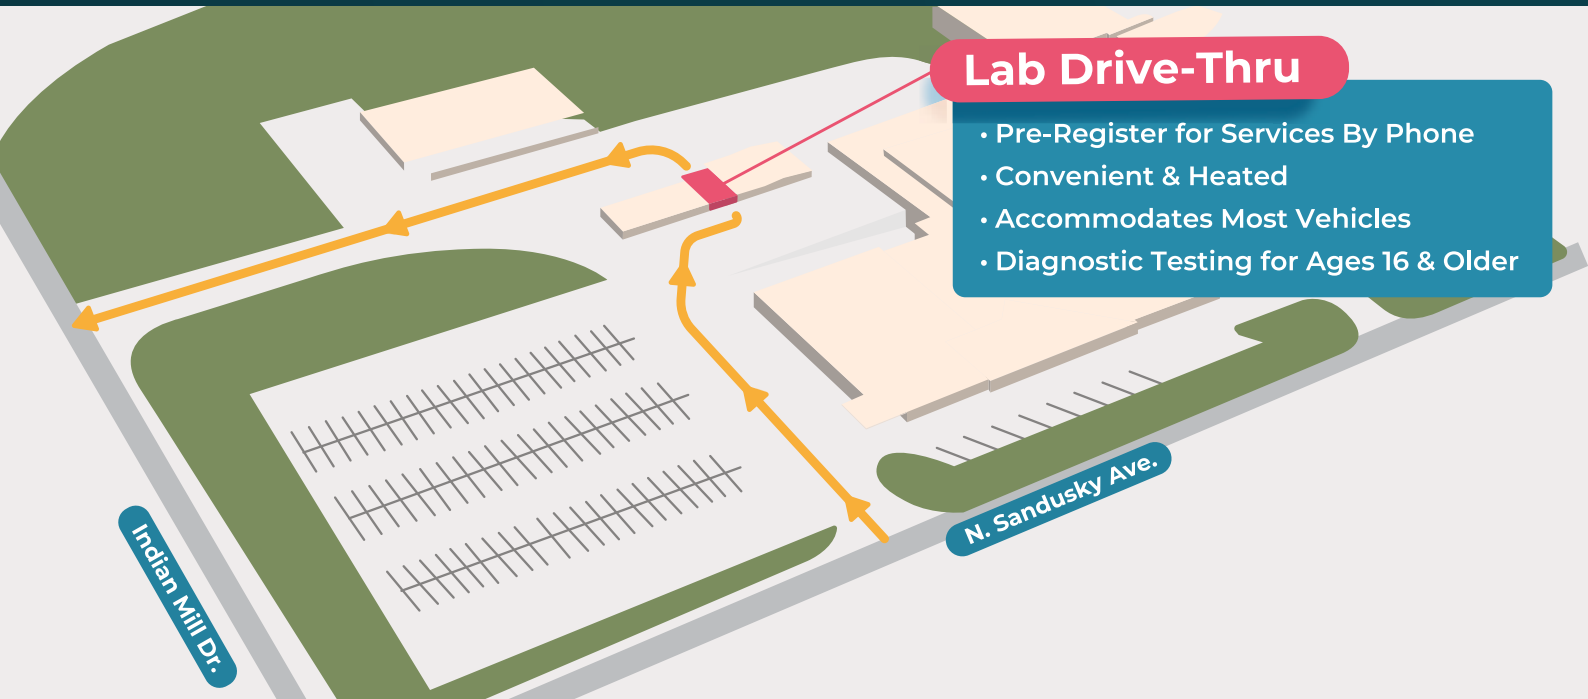 Lab Drive-Thru
• Pre-Register for Services By Phone
• Convenient & Heated
• Accommodates Most Vehicles
• Diagnostic Testing for Ages 16 & Older
N. Sandusky Ave.
Indian Mill Dr.